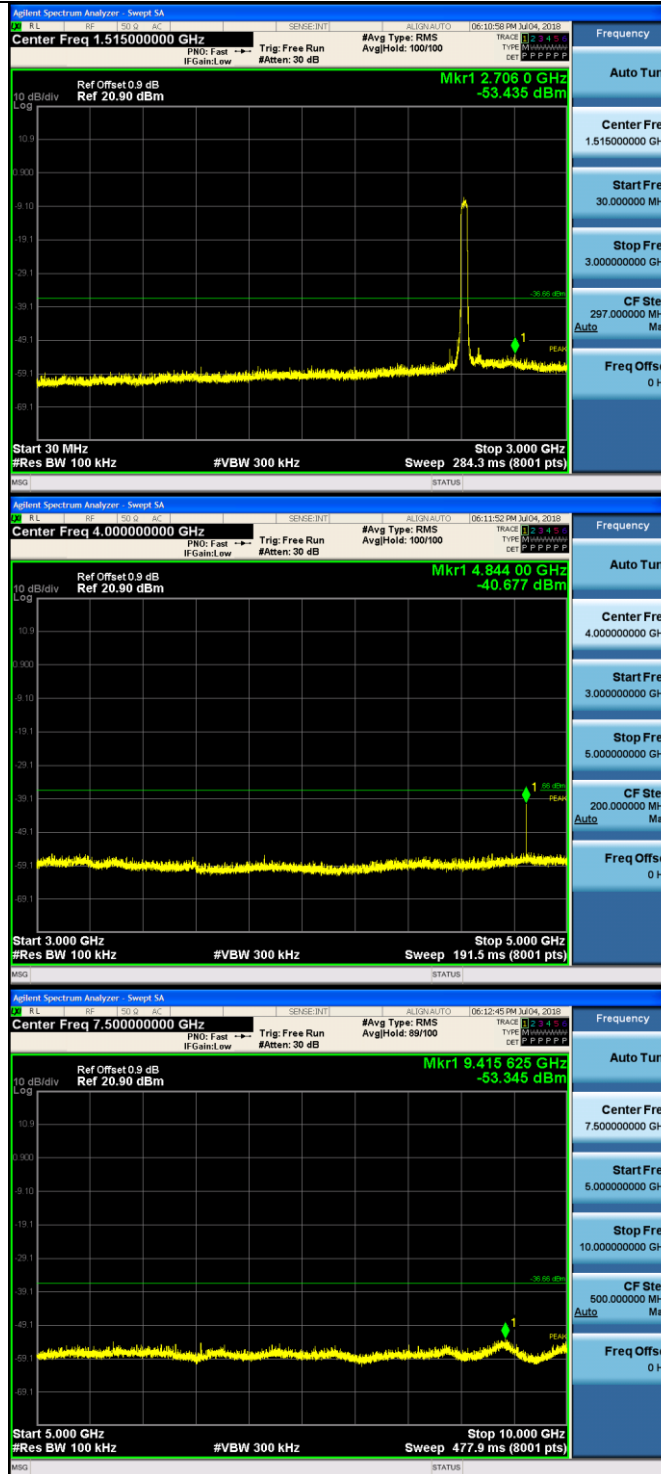 Agilent Spectrum Analyzer - Swept SA
RL RF 50 Ω AC SENSE:INT ALIGNAUTO 06:10:58 PM Jul 04, 2018
Center Freq 1.515000000 GHz #Avg Type: RMS TRACE 1 2 3 4 5 6 Frequency
PNO: Fast Trig: Free Run Avg|Hold: 100/100 TYPE M
IFGain:Low #Atten: 30 dB DET P P P P P P
Auto Tun
Mkr1 2.706 0 GHz
Ref Offset 0.9 dB
10 dB/div Ref 20.90 dBm -53.435 dBm
Log
Center Fre
10.9
1.515000000 GH
0.900
Start Fre
30.000000 MH
-9.10
-19.1
Stop Fre
3.000000000 GH
-29.1
-36.66 dBm
CF Ste
-39.1
297.000000 MH
Auto Ma
-49.1
1
PEAK
-59.1
Freq Offse
0 H
-69.1
Start 30 MHz Stop 3.000 GHz
#Res BW 100 kHz #VBW 300 kHz Sweep 284.3 ms (8001 pts)
MSG STATUS
Agilent Spectrum Analyzer - Swept SA
RL RF 50 Ω AC SENSE:INT ALIGNAUTO 06:11:52 PM Jul 04, 2018
Center Freq 4.000000000 GHz #Avg Type: RMS TRACE 1 2 3 4 5 6 Frequency
PNO: Fast Trig: Free Run Avg|Hold: 100/100 TYPE M
IFGain:Low #Atten: 30 dB DET P P P P P P
Auto Tun
Mkr1 4.844 00 GHz
Ref Offset 0.9 dB
10 dB/div Ref 20.90 dBm -40.677 dBm
Log
Center Fre
10.9
4.000000000 GH
0.900
Start Fre
3.000000000 GH
-9.10
-19.1
Stop Fre
5.000000000 GH
-29.1
1 .66 dBm
CF Ste
-39.1 PEAK
200.000000 MH
Auto Ma
-49.1
-59.1
Freq Offse
0 H
-69.1
Start 3.000 GHz Stop 5.000 GHz
#Res BW 100 kHz #VBW 300 kHz Sweep 191.5 ms (8001 pts)
MSG STATUS
Agilent Spectrum Analyzer - Swept SA
RL RF 50 Ω AC SENSE:INT ALIGNAUTO 06:12:45 PM Jul 04, 2018
Center Freq 7.500000000 GHz #Avg Type: RMS TRACE 1 2 3 4 5 6 Frequency
PNO: Fast Trig: Free Run Avg|Hold: 89/100 TYPE M
IFGain:Low #Atten: 30 dB DET P P P P P P
Auto Tun
Mkr1 9.415 625 GHz
Ref Offset 0.9 dB
10 dB/div Ref 20.90 dBm -53.345 dBm
Log
Center Fre
10.9
7.500000000 GH
0.900
Start Fre
5.000000000 GH
-9.10
-19.1
Stop Fre
10.000000000 GH
-29.1
-36.66 dBm
CF Ste
-39.1
500.000000 MH
Auto Ma
-49.1
1
PEAK
-59.1
Freq Offse
0 H
-69.1
Start 5.000 GHz Stop 10.000 GHz
#Res BW 100 kHz #VBW 300 kHz Sweep 477.9 ms (8001 pts)
MSG STATUS